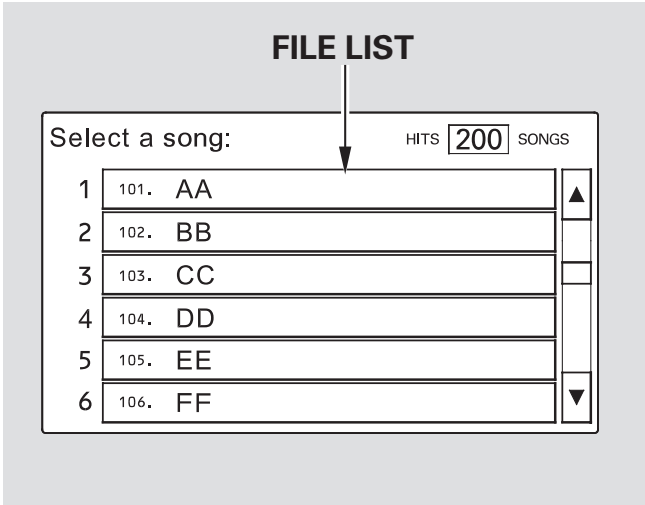 FILE LIST
Select a song: HITS 200 SONGS
1 101. AA ▲
2 102. BB
3 103. CC
4 104. DD
5 105. EE
6 106. FF ▼